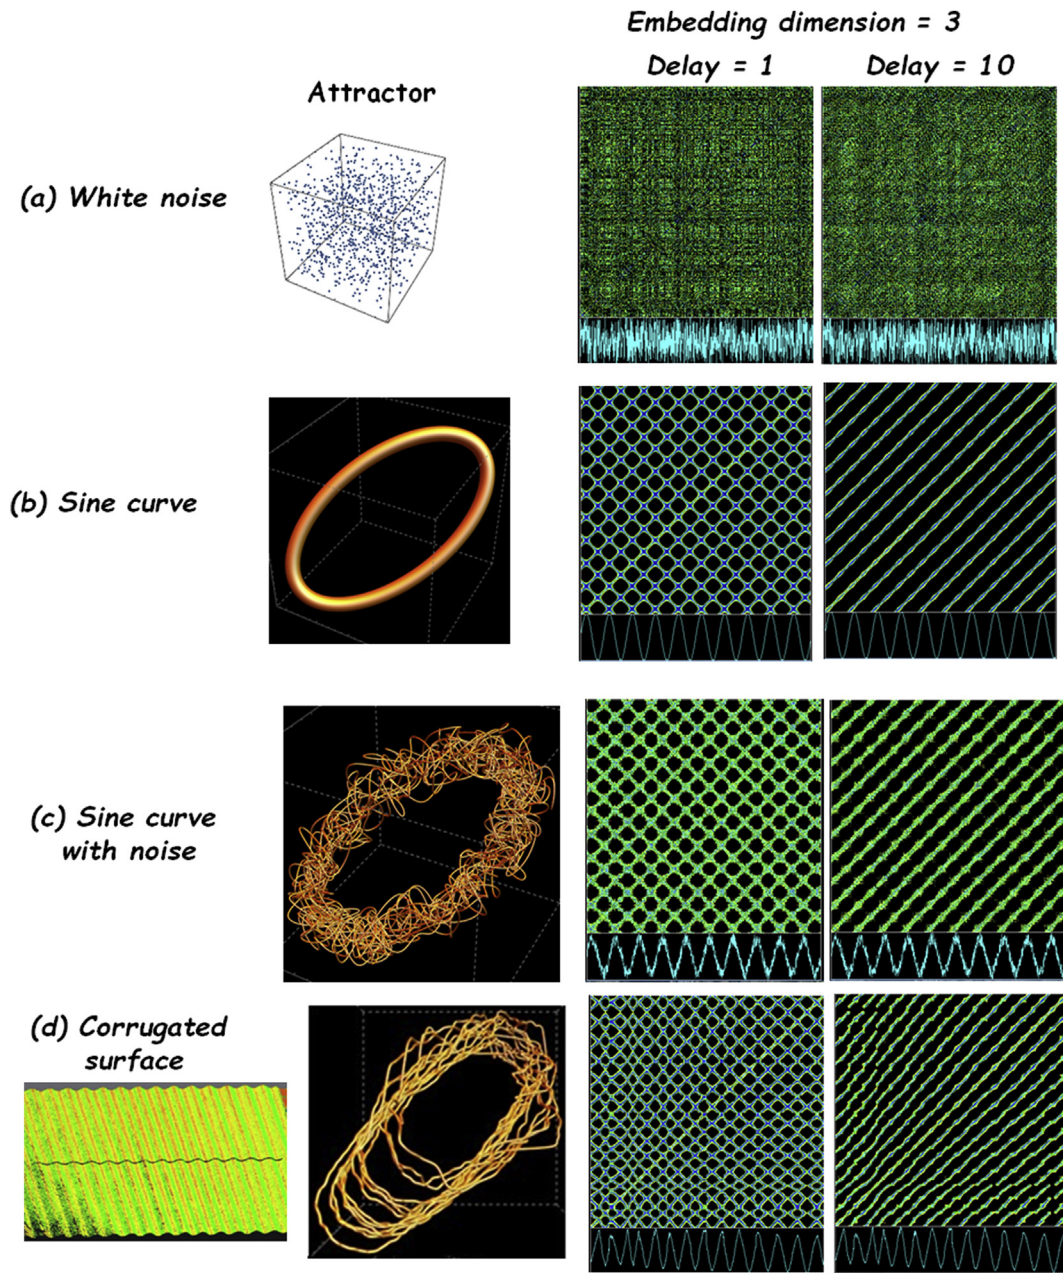 Embedding dimension = 3
Delay = 1
Delay = 10
Attractor
(a) White noise
(b) Sine curve
(c) Sine curve
with noise
(d) Corrugated
surface